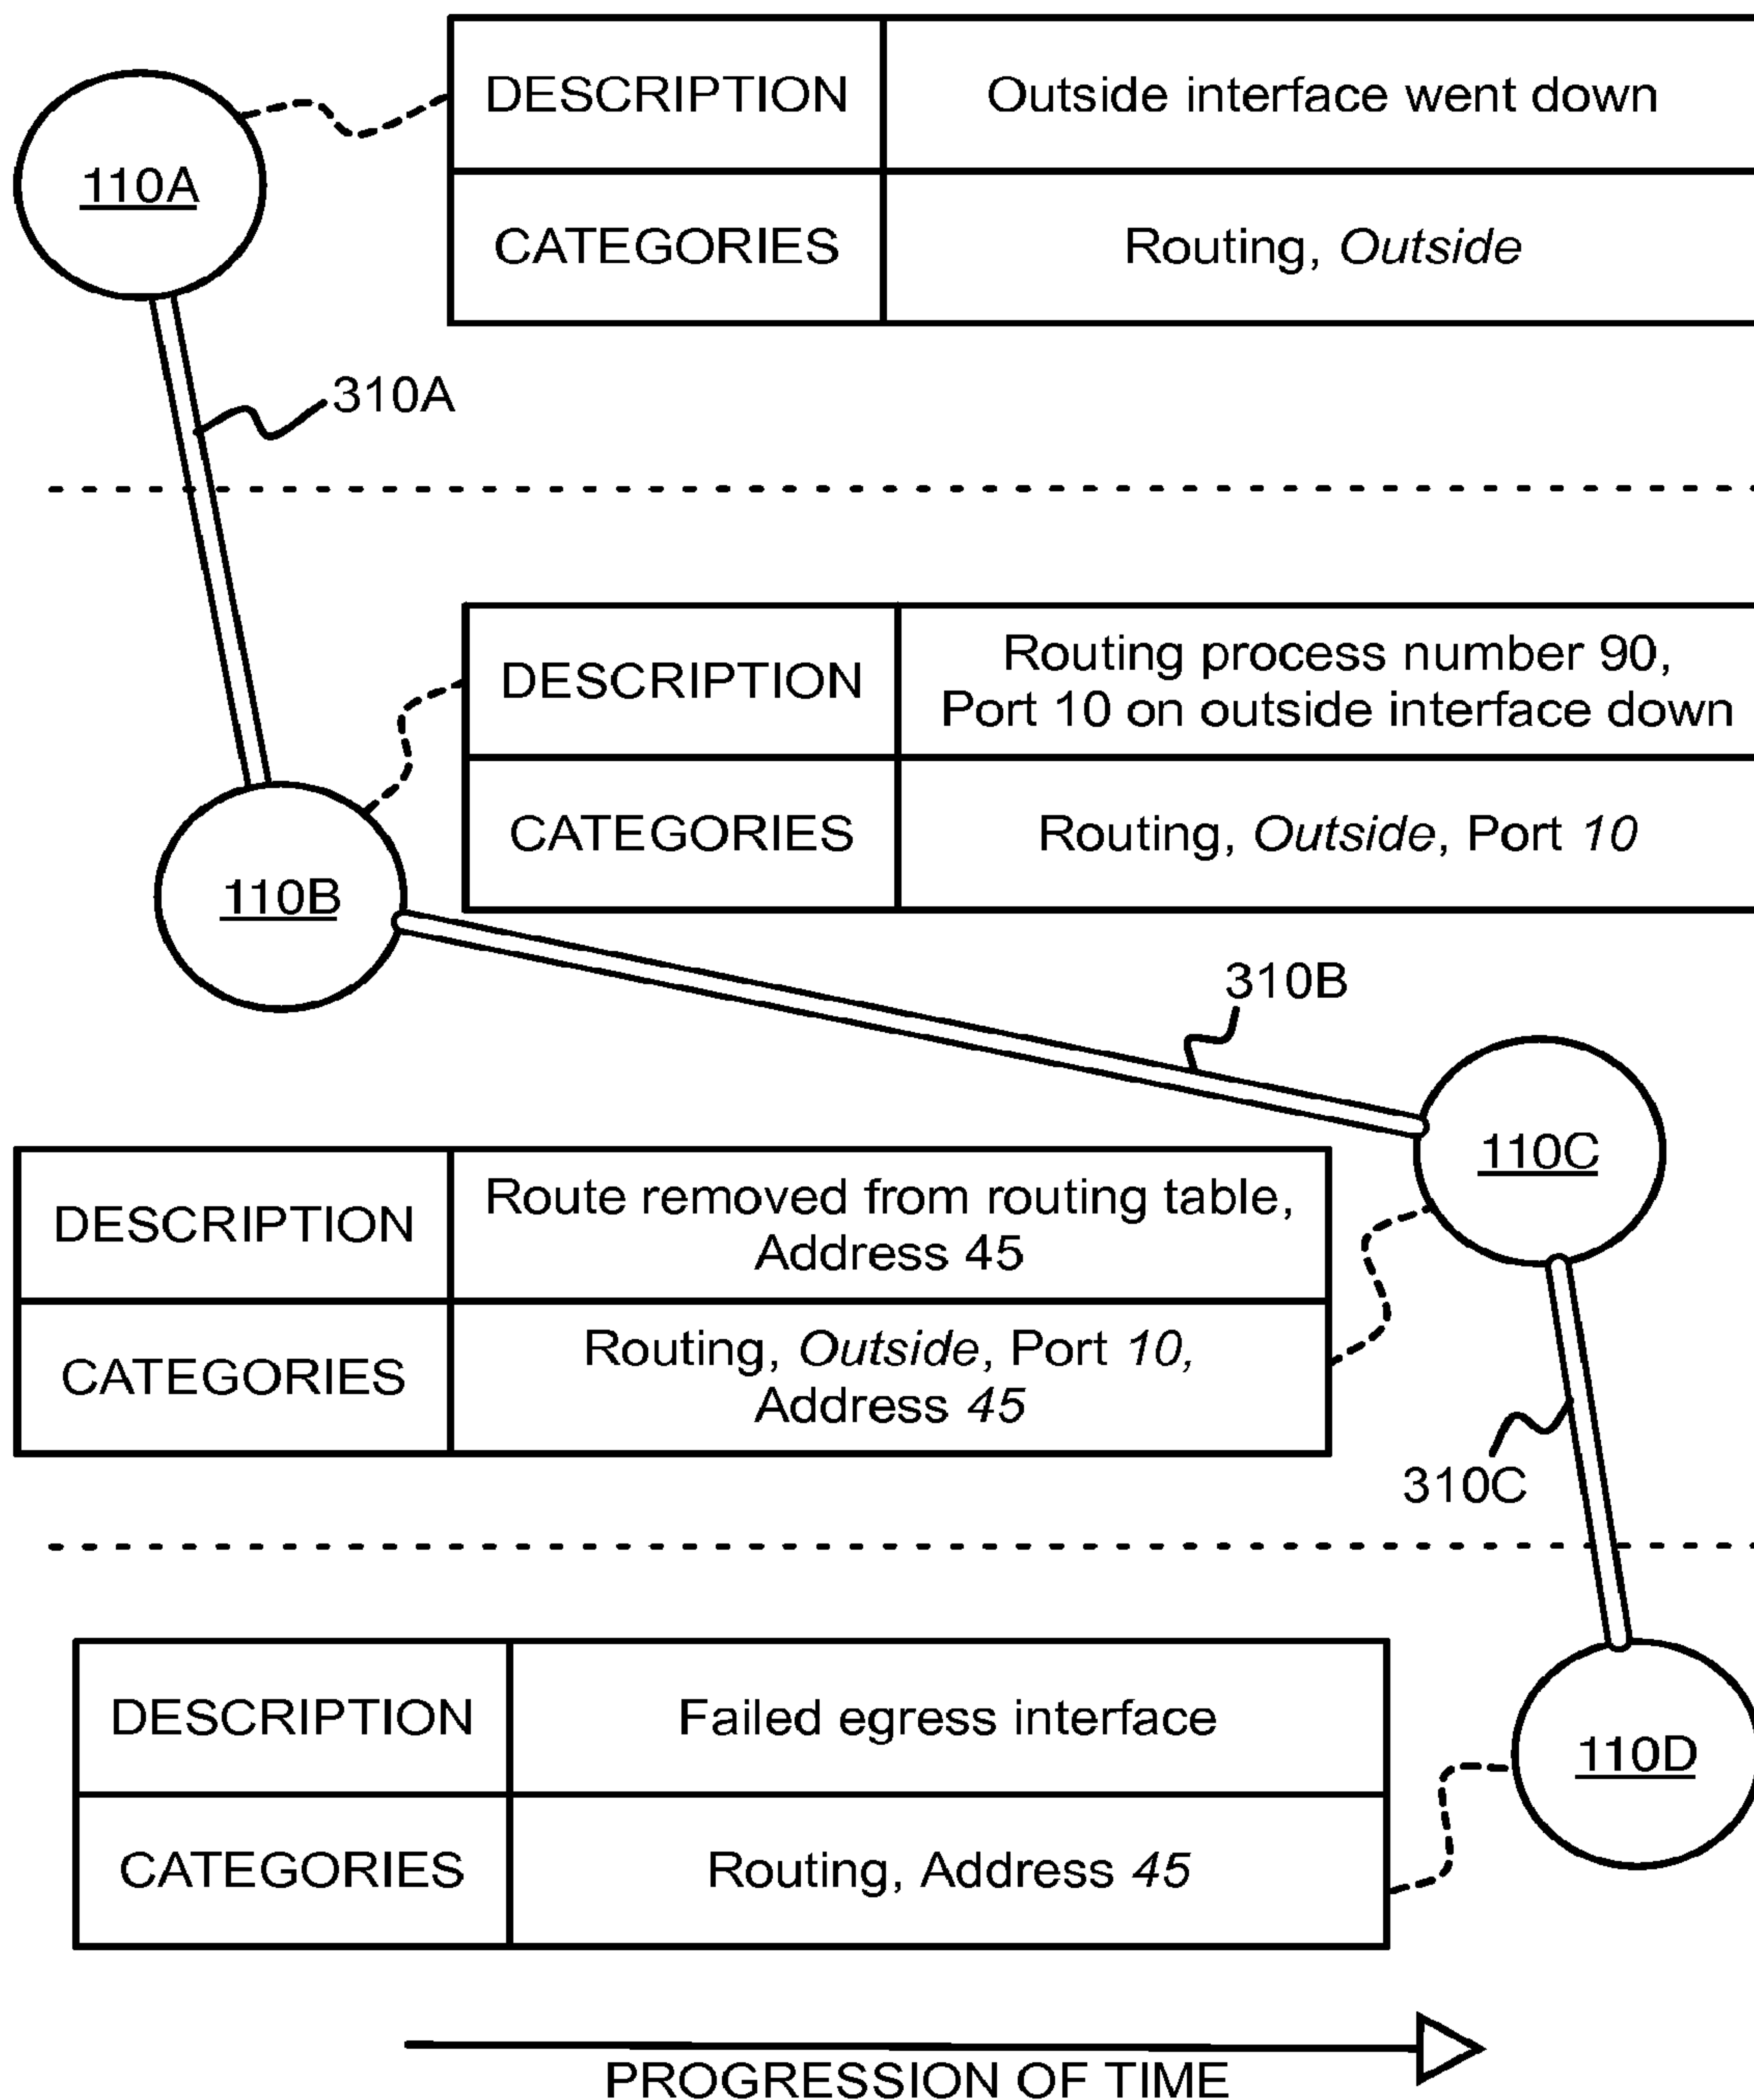 DESCRIPTION
Outside interface went down
110A
CATEGORIES
Routing, Outside
310A
DESCRIPTION
Routing process number 90,
Port 10 on outside interface down
CATEGORIES
Routing, Outside, Port 10
110B
310B
110C
DESCRIPTION
Route removed from routing table,
Address 45
CATEGORIES
Routing, Outside, Port 10,
Address 45
310C
DESCRIPTION
Failed egress interface
110D
CATEGORIES
Routing, Address 45
PROGRESSION OF TIME